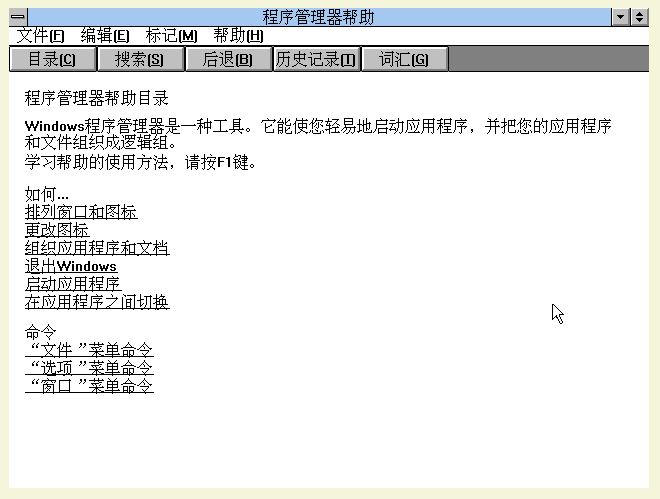 程序管理器帮助
文件(F) 编辑(E) 标记(M) 帮助(H)
目录(C) 搜索(S) 后退(B) 历史记录(T) 词汇(G)
程序管理器帮助目录
Windows程序管理器是一种工具。它能使您轻易地启动应用程序，并把您的应用程序
和文件组织成逻辑组。
学习帮助的使用方法，请按F1键。
如何...
排列窗口和图标
更改图标
组织应用程序和文档
退出Windows
启动应用程序
在应用程序之间切换
命令
“文件”菜单命令
“选项”菜单命令
“窗口”菜单命令